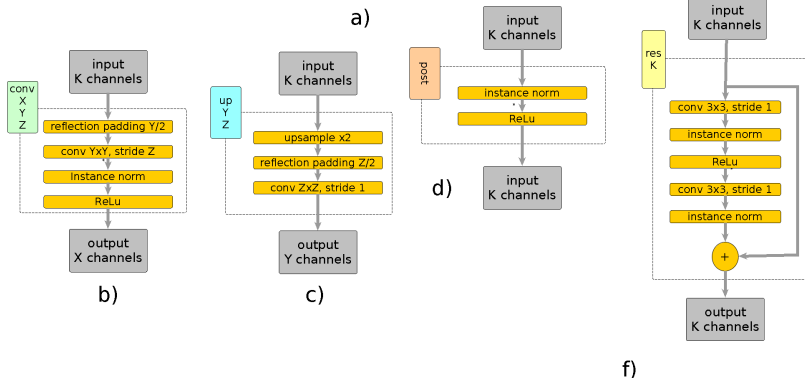 a)
input
K channels
conv
X
Y
Z
reflection padding Y/2
conv YxY, stride Z
Instance norm
ReLu
output
X channels
b)
input
K channels
up
Y
Z
upsample x2
reflection padding Z/2
conv ZxZ, stride 1
output
Y channels
c)
input
K channels
post
instance norm
ReLu
input
K channels
d)
input
K channels
res
K
conv 3x3, stride 1
instance norm
ReLu
conv 3x3, stride 1
instance norm
+
output
K channels
f)